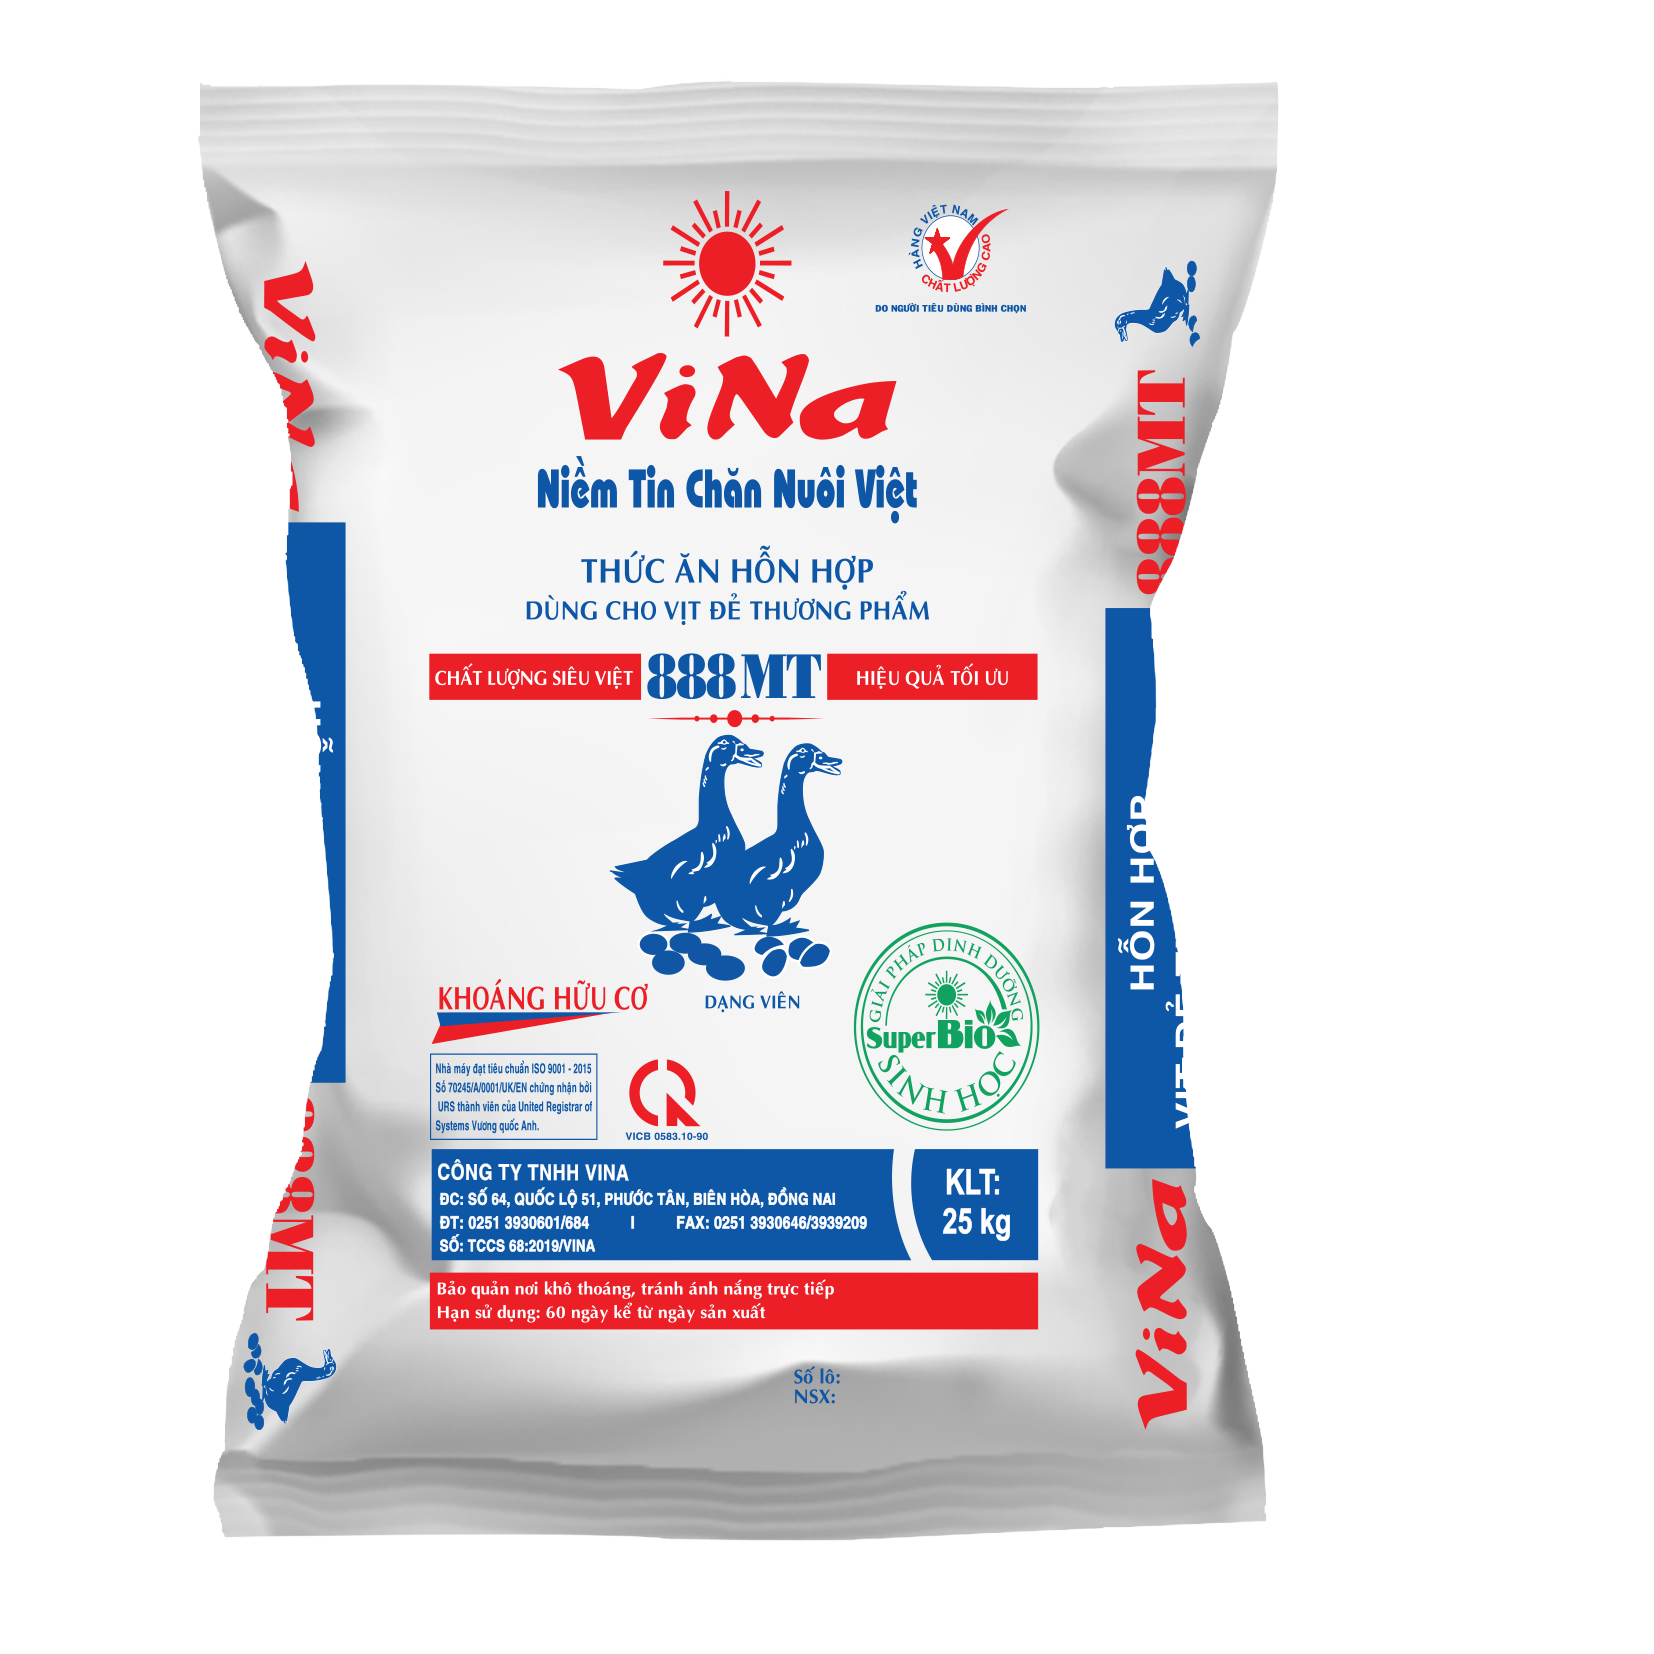 HÀNG VIỆT NAM
CHẤT LƯỢNG CAO
DO NGƯỜI TIÊU DÙNG BÌNH CHỌN
ViNa
Niềm Tin Chăn Nuôi Việt
THỨC ĂN HỖN HỢP
DÙNG CHO VỊT ĐẺ THƯƠNG PHẨM
CHẤT LƯỢNG SIÊU VIỆT 888MT HIỆU QUẢ TỐI ƯU
KHOÁNG HỮU CƠ
DẠNG VIÊN
GIẢI PHÁP DINH DƯỠNG
SuperBio
SINH HỌC
Nhà máy đạt tiêu chuẩn ISO 9001 - 2015
Số 70245/A/0001/UK/EN chứng nhận bởi
URS thành viên của United Registrar of
Systems Vương quốc Anh.
VICB 0583.10-90
CÔNG TY TNHH VINA
ĐC: SỐ 64, QUỐC LỘ 51, PHƯỚC TÂN, BIÊN HÒA, ĐỒNG NAI
ĐT: 0251 3930601/684 I FAX: 0251 3930646/3939209
SỐ: TCCS 68:2019/VINA
KLT:
25 kg
Bảo quản nơi khô thoáng, tránh ánh nắng trực tiếp
Hạn sử dụng: 60 ngày kể từ ngày sản xuất
Số lô:
NSX:
ViNa
888MT
888MT
HỖN HỢP
VỊT ĐẺ
ViNa